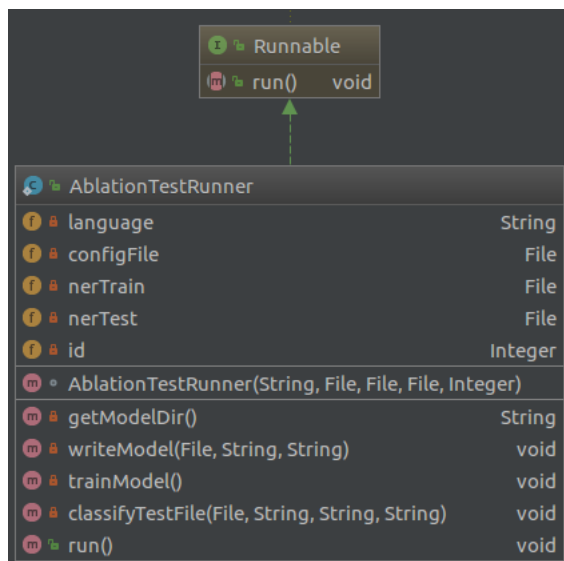 I Runnable
m run() void
C AblationTestRunner
f language String
f configFile File
f nerTrain File
f nerTest File
f id Integer
m AblationTestRunner(String, File, File, File, Integer)
m getModelDir() String
m writeModel(File, String, String) void
m trainModel() void
m classifyTestFile(File, String, String, String) void
m run() void